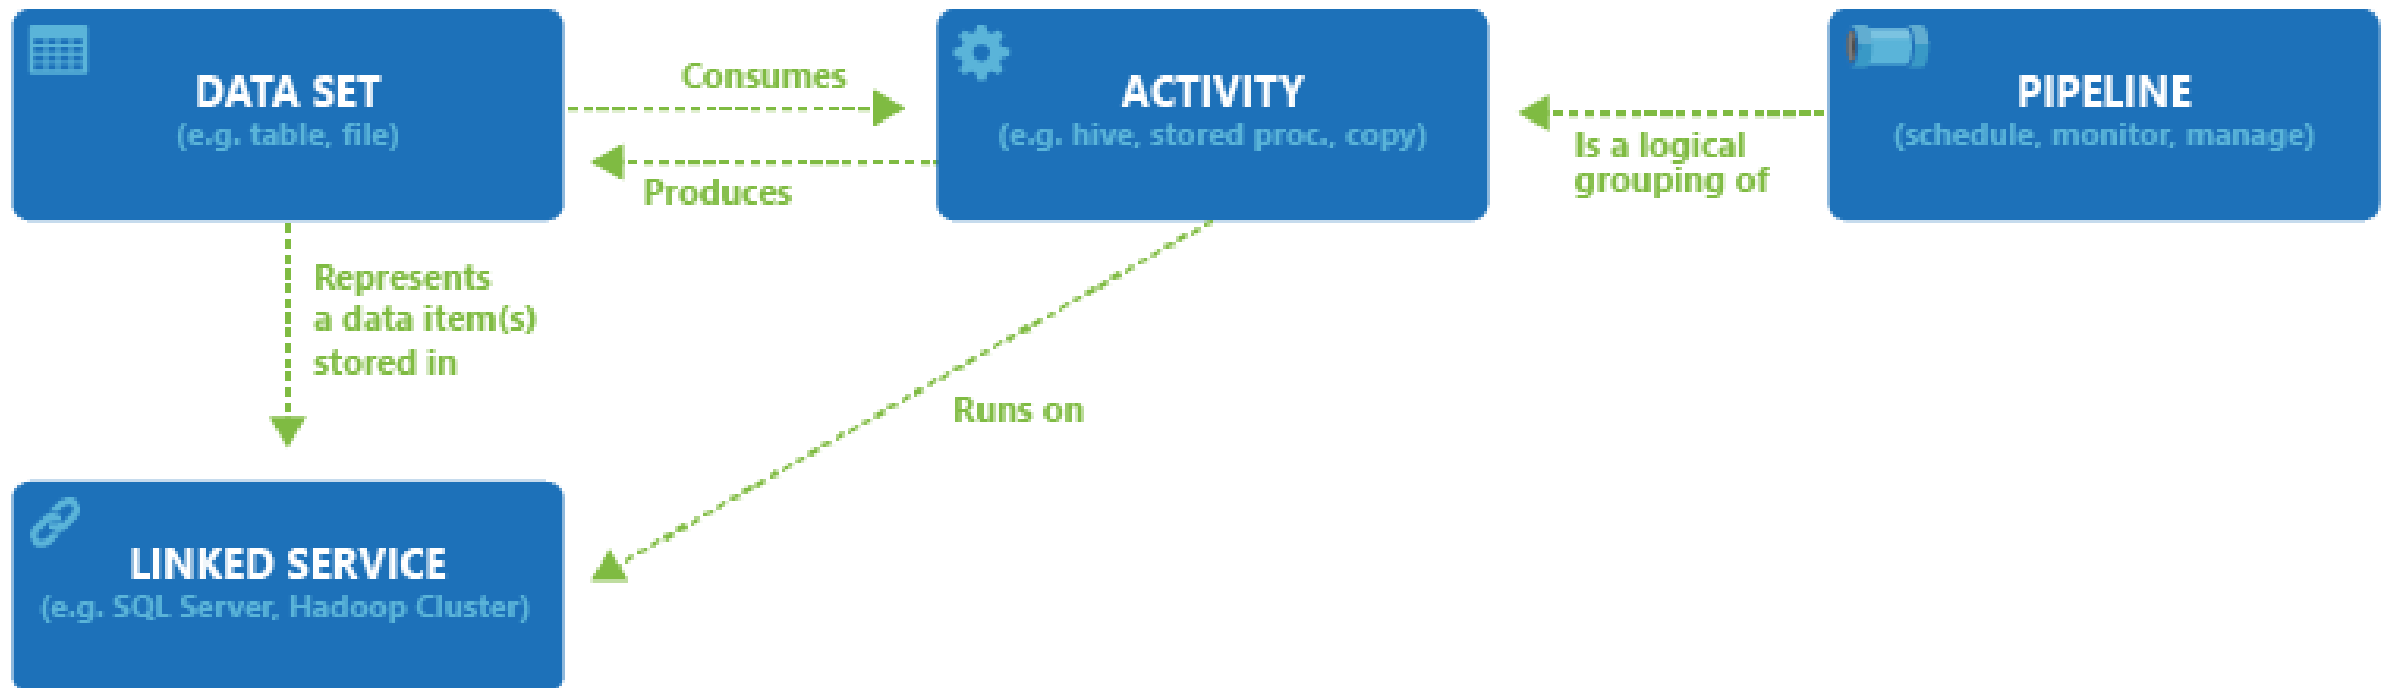 DATA SET
(e.g. table, file)
Consumes
Produces
ACTIVITY
(e.g. hive, stored proc., copy)
Is a logical
grouping of
PIPELINE
(schedule, monitor, manage)
Represents
a data item(s)
stored in
Runs on
LINKED SERVICE
(e.g. SQL Server, Hadoop Cluster)